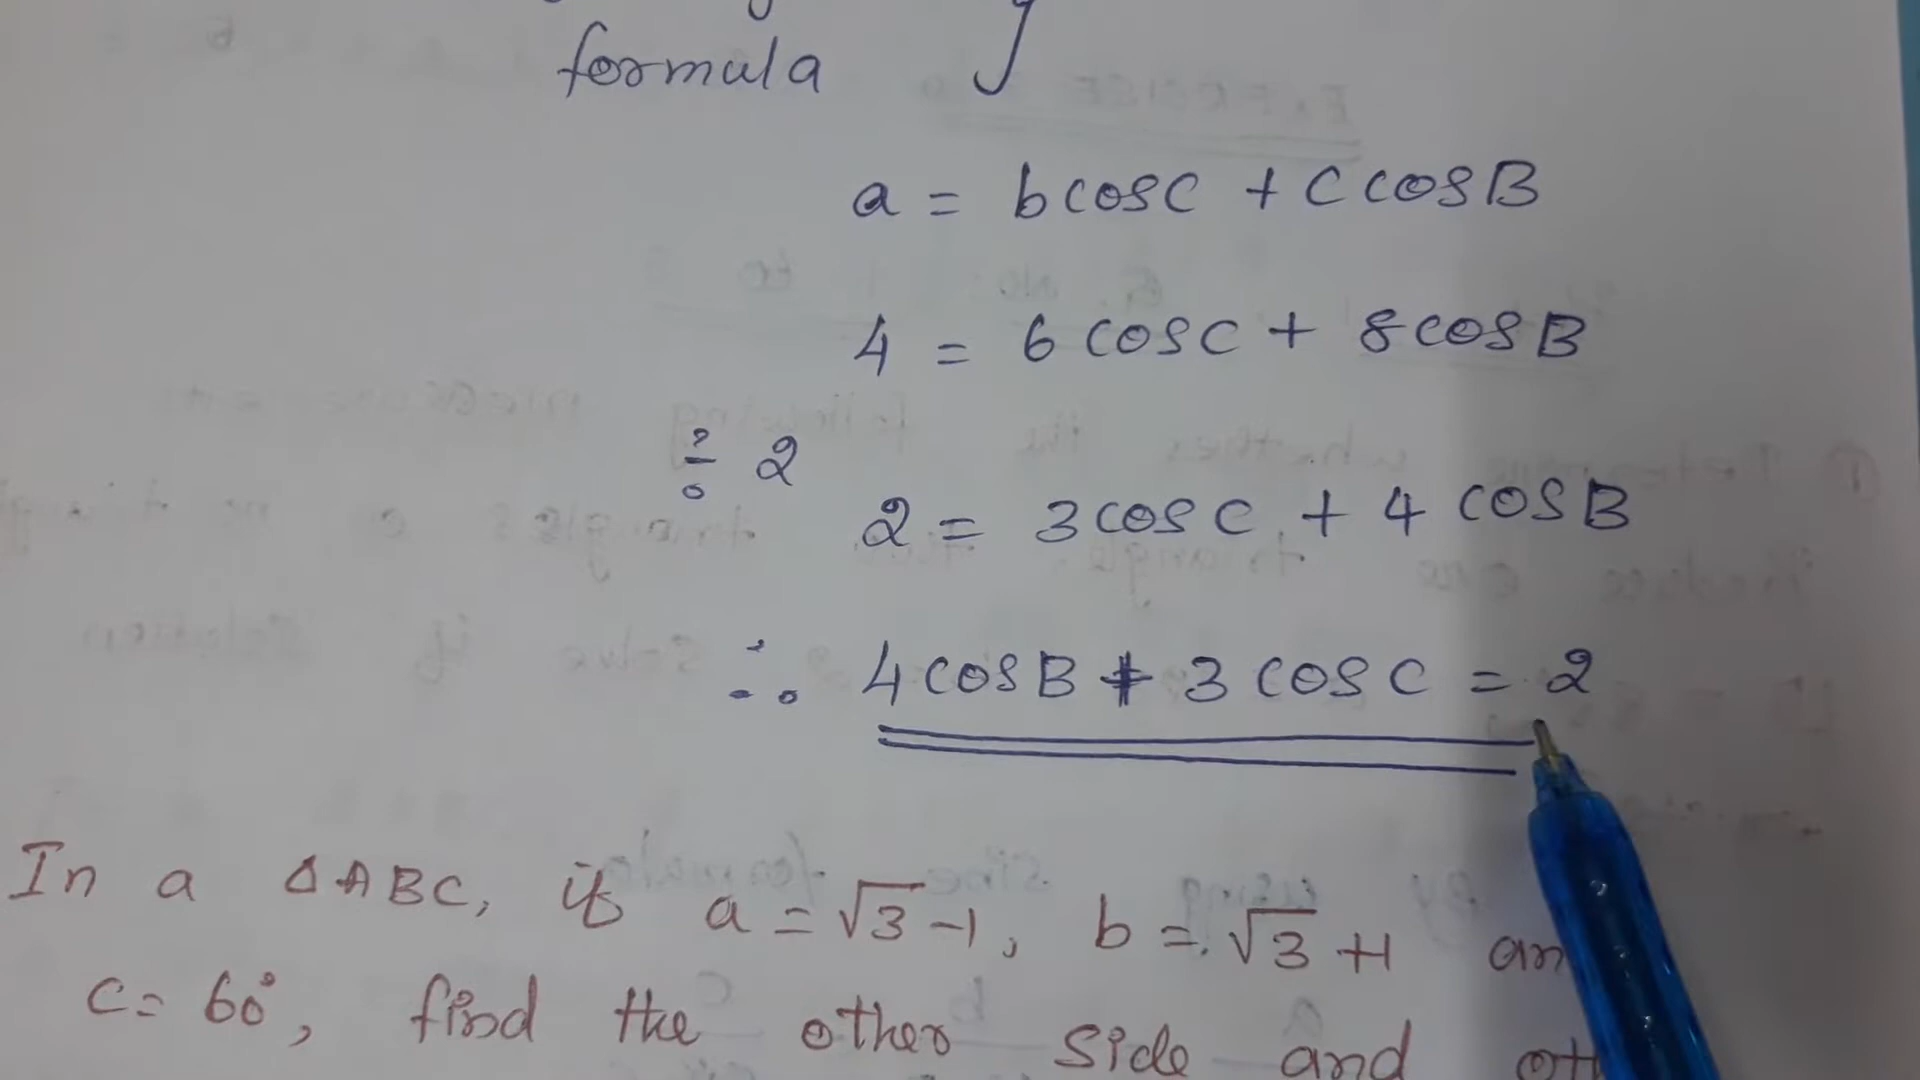 formula
a = b cos C + C cos B
4 = 6 cos C + 8 cos B
÷ 2
2 = 3 cos C + 4 cos B
∴ 4 cos B + 3 cos C = 2
In a ΔABC, if a = √3 - 1, b = √3 + 1
C = 60°, find the other side and